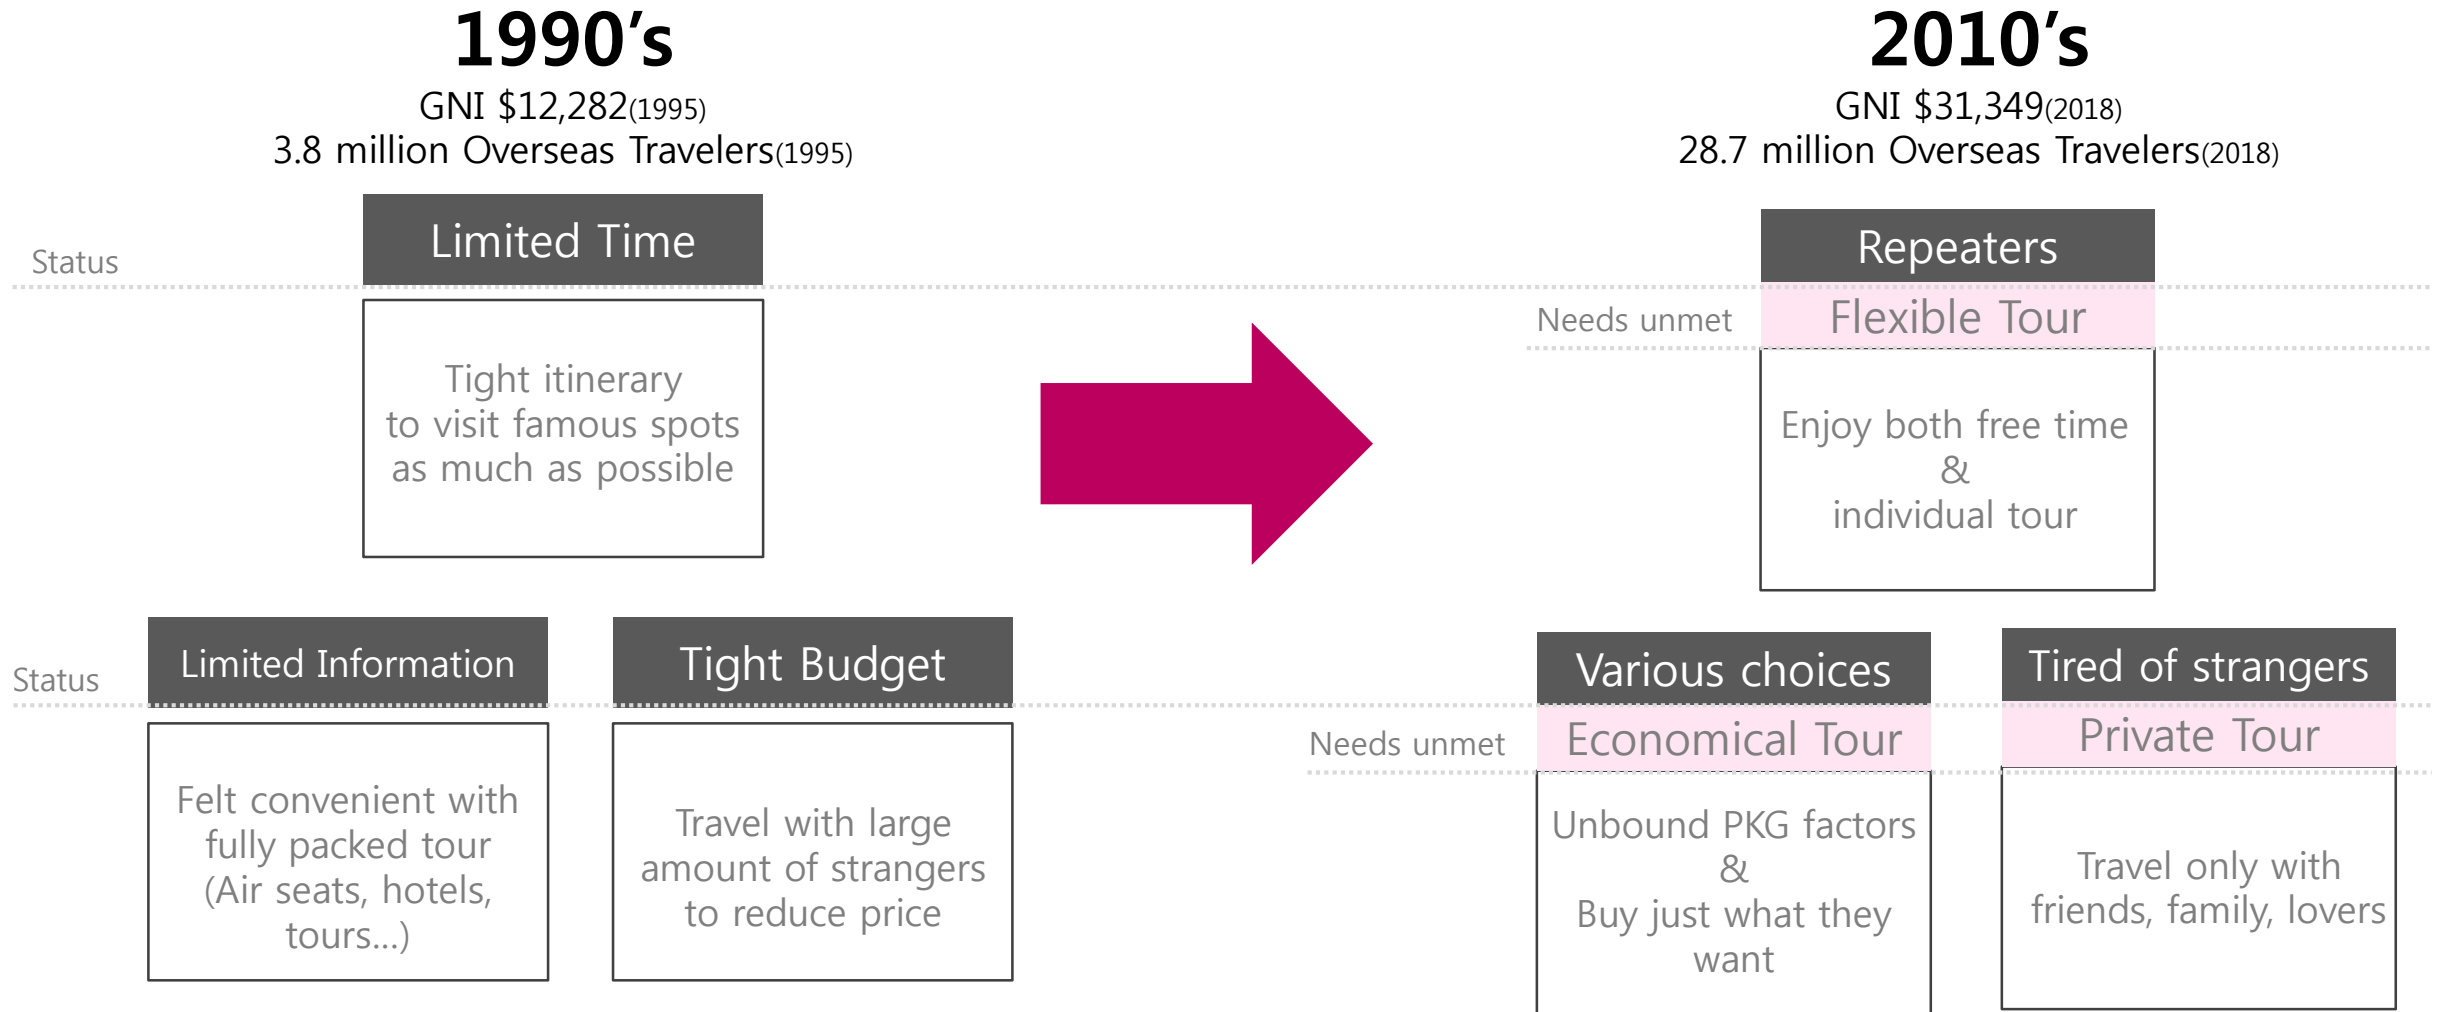 1990’s
GNI $12,282(1995)
3.8 million Overseas Travelers(1995)
Status
Limited Time
Tight itinerary
to visit famous spots
as much as possible
Status
Limited Information
Felt convenient with
fully packed tour
(Air seats, hotels,
tours...)
Tight Budget
Travel with large
amount of strangers
to reduce price
2010’s
GNI $31,349(2018)
28.7 million Overseas Travelers(2018)
Repeaters
Needs unmet
Flexible Tour
Enjoy both free time
&
individual tour
Various choices
Needs unmet
Economical Tour
Unbound PKG factors
&
Buy just what they
want
Tired of strangers
Private Tour
Travel only with
friends, family, lovers